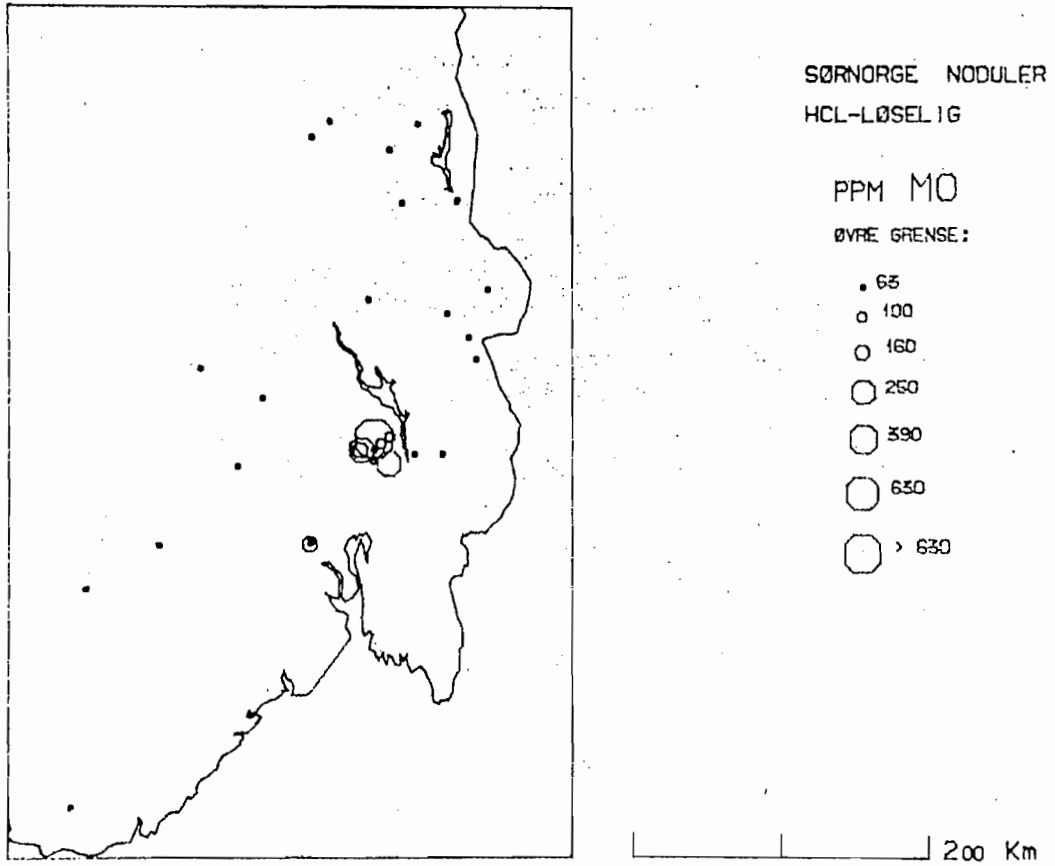 SØRNORGE NODULER
HCL-LØSELIG
PPM MO
ØVRE GRENSE:
63
100
160
250
390
630
> 630
200 Km